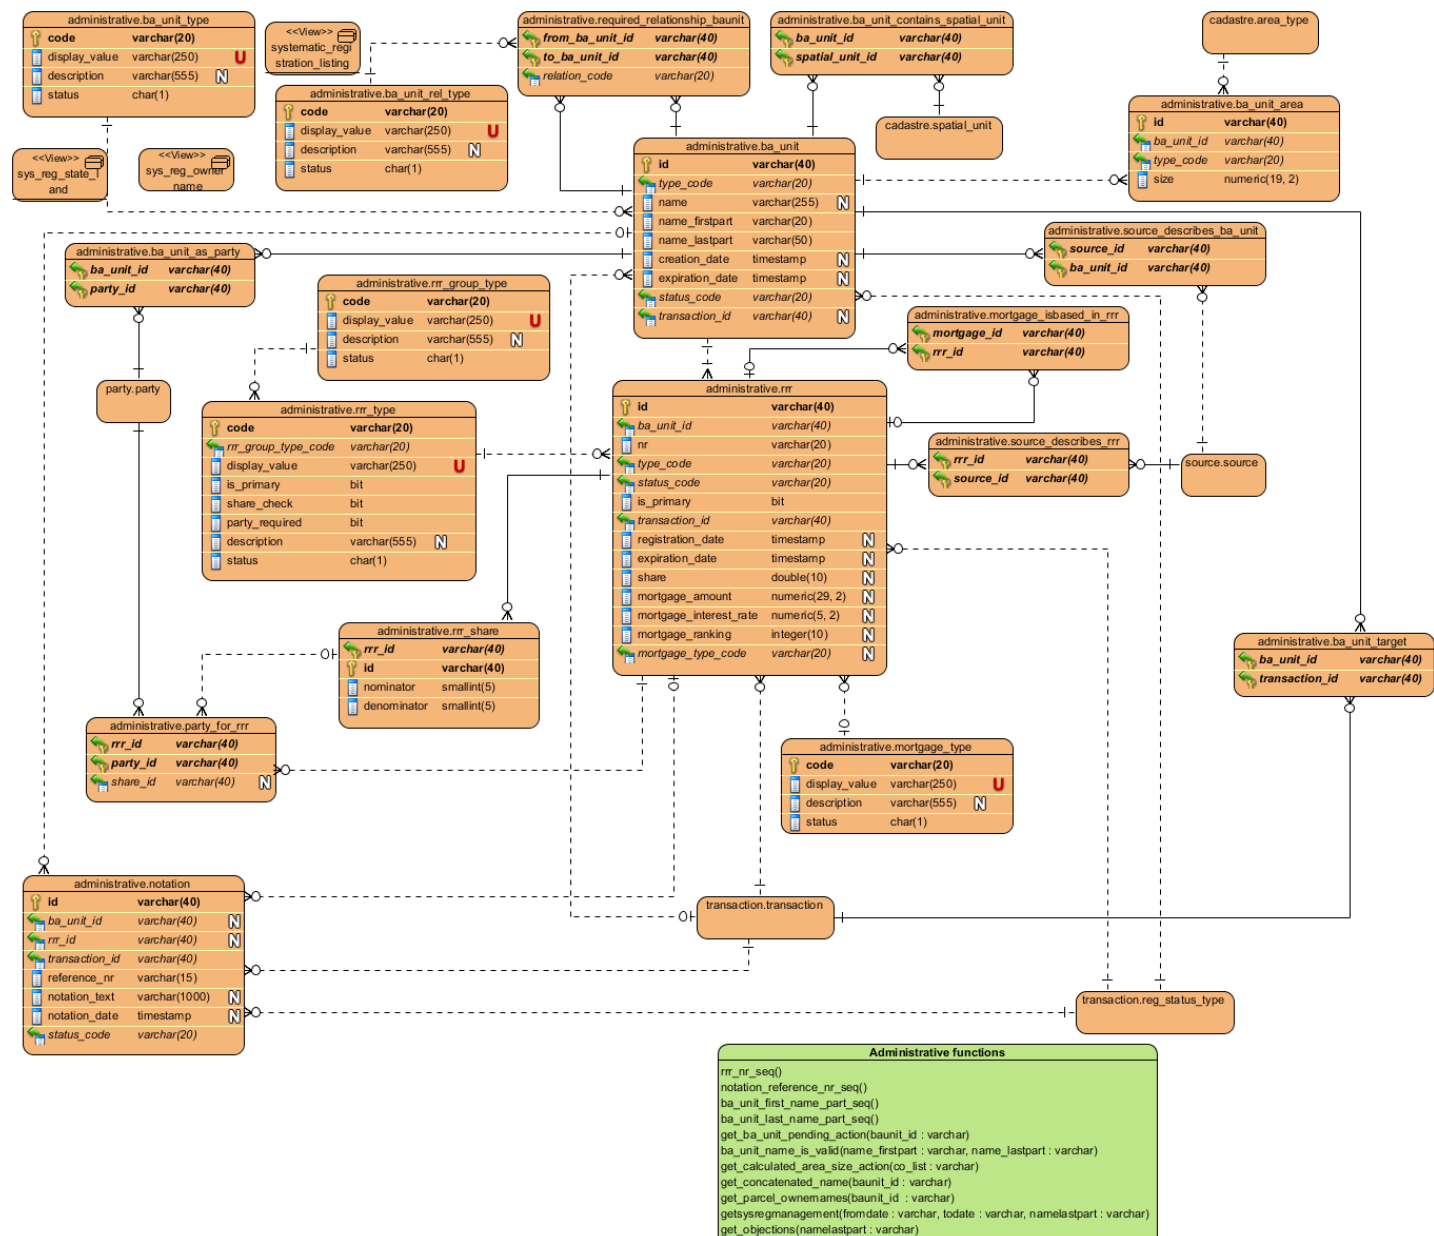 administrative.ba_unit_type
code varchar(20)
display_value varchar(250) U
description varchar(555) N
status char(1)
<<View>>
systematic_regi
stration_listing
administrative.required_relationship_baunit
from_ba_unit_id varchar(40)
to_ba_unit_id varchar(40)
relation_code varchar(20)
administrative.ba_unit_contains_spatial_unit
ba_unit_id varchar(40)
spatial_unit_id varchar(40)
cadastre.area_type
administrative.ba_unit_rel_type
code varchar(20)
display_value varchar(250) U
description varchar(555) N
status char(1)
cadastre.spatial_unit
administrative.ba_unit_area
id varchar(40)
ba_unit_id varchar(40)
type_code varchar(20)
size numeric(19, 2)
<<View>>
sys_reg_state_l
and
<<View>>
sys_reg_owner_
name
administrative.ba_unit
id varchar(40)
type_code varchar(20)
name varchar(255) N
name_firstpart varchar(20)
name_lastpart varchar(50)
creation_date timestamp N
expiration_date timestamp N
status_code varchar(20)
transaction_id varchar(40) N
administrative.ba_unit_as_party
ba_unit_id varchar(40)
party_id varchar(40)
administrative.source_describes_ba_unit
source_id varchar(40)
ba_unit_id varchar(40)
administrative.rrr_group_type
code varchar(20)
display_value varchar(250) U
description varchar(555) N
status char(1)
administrative.mortgage_isbased_in_rrr
mortgage_id varchar(40)
rrr_id varchar(40)
party.party
administrative.rrr_type
code varchar(20)
rrr_group_type_code varchar(20)
display_value varchar(250) U
is_primary bit
share_check bit
party_required bit
description varchar(555) N
status char(1)
administrative.rrr
id varchar(40)
ba_unit_id varchar(40)
nr varchar(20)
type_code varchar(20)
status_code varchar(20)
is_primary bit
transaction_id varchar(40)
registration_date timestamp N
expiration_date timestamp N
share double(10) N
mortgage_amount numeric(29, 2) N
mortgage_interest_rate numeric(5, 2) N
mortgage_ranking integer(10) N
mortgage_type_code varchar(20) N
administrative.source_describes_rrr
rrr_id varchar(40)
source_id varchar(40)
source.source
administrative.rrr_share
rrr_id varchar(40)
id varchar(40)
nominator smallint(5)
denominator smallint(5)
administrative.ba_unit_target
ba_unit_id varchar(40)
transaction_id varchar(40)
administrative.party_for_rrr
rrr_id varchar(40)
party_id varchar(40)
share_id varchar(40) N
administrative.mortgage_type
code varchar(20)
display_value varchar(250) U
description varchar(555) N
status char(1)
administrative.notation
id varchar(40)
ba_unit_id varchar(40) N
rrr_id varchar(40) N
transaction_id varchar(40)
reference_nr varchar(15)
notation_text varchar(1000) N
notation_date timestamp N
status_code varchar(20)
transaction.transaction
transaction.reg_status_type
Administrative functions
rrr_nr_seq()
notation_reference_nr_seq()
ba_unit_first_name_part_seq()
ba_unit_last_name_part_seq()
get_ba_unit_pending_action(baunit_id : varchar)
ba_unit_name_is_valid(name_firstpart : varchar, name_lastpart : varchar)
get_calculated_area_size_action(co_list : varchar)
get_concatenated_name(baunit_id : varchar)
get_parcel_ownernames(baunit_id : varchar)
getsysregmanagement(fromdate : varchar, todate : varchar, namelastpart : varchar)
get_objections(namelastpart : varchar)